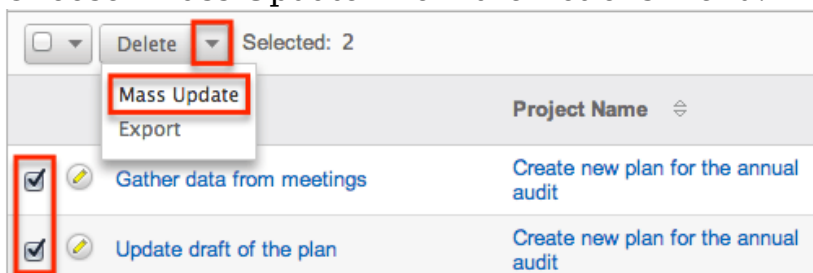 Delete Selected: 2
Mass Update
Export
Project Name
Gather data from meetings
Create new plan for the annual
audit
Update draft of the plan
Create new plan for the annual
audit